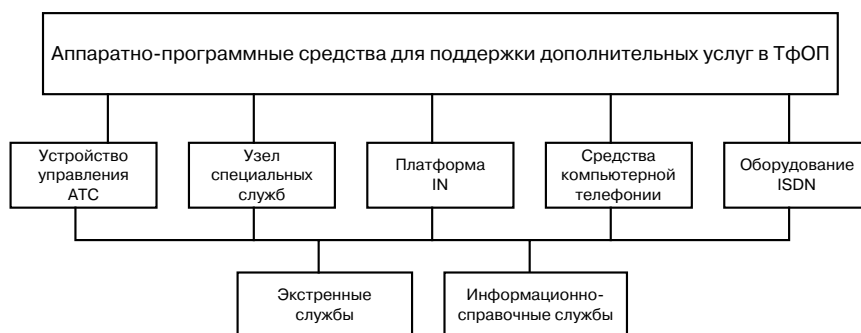 Аппаратно-программные средства для поддержки дополнительных услуг в ТфОП
Устройство
управления
АТС
Узел
специальных
служб
Платформа
IN
Средства
компьютерной
телефонии
Оборудование
ISDN
Экстренные
службы
Информационно-
справочные службы